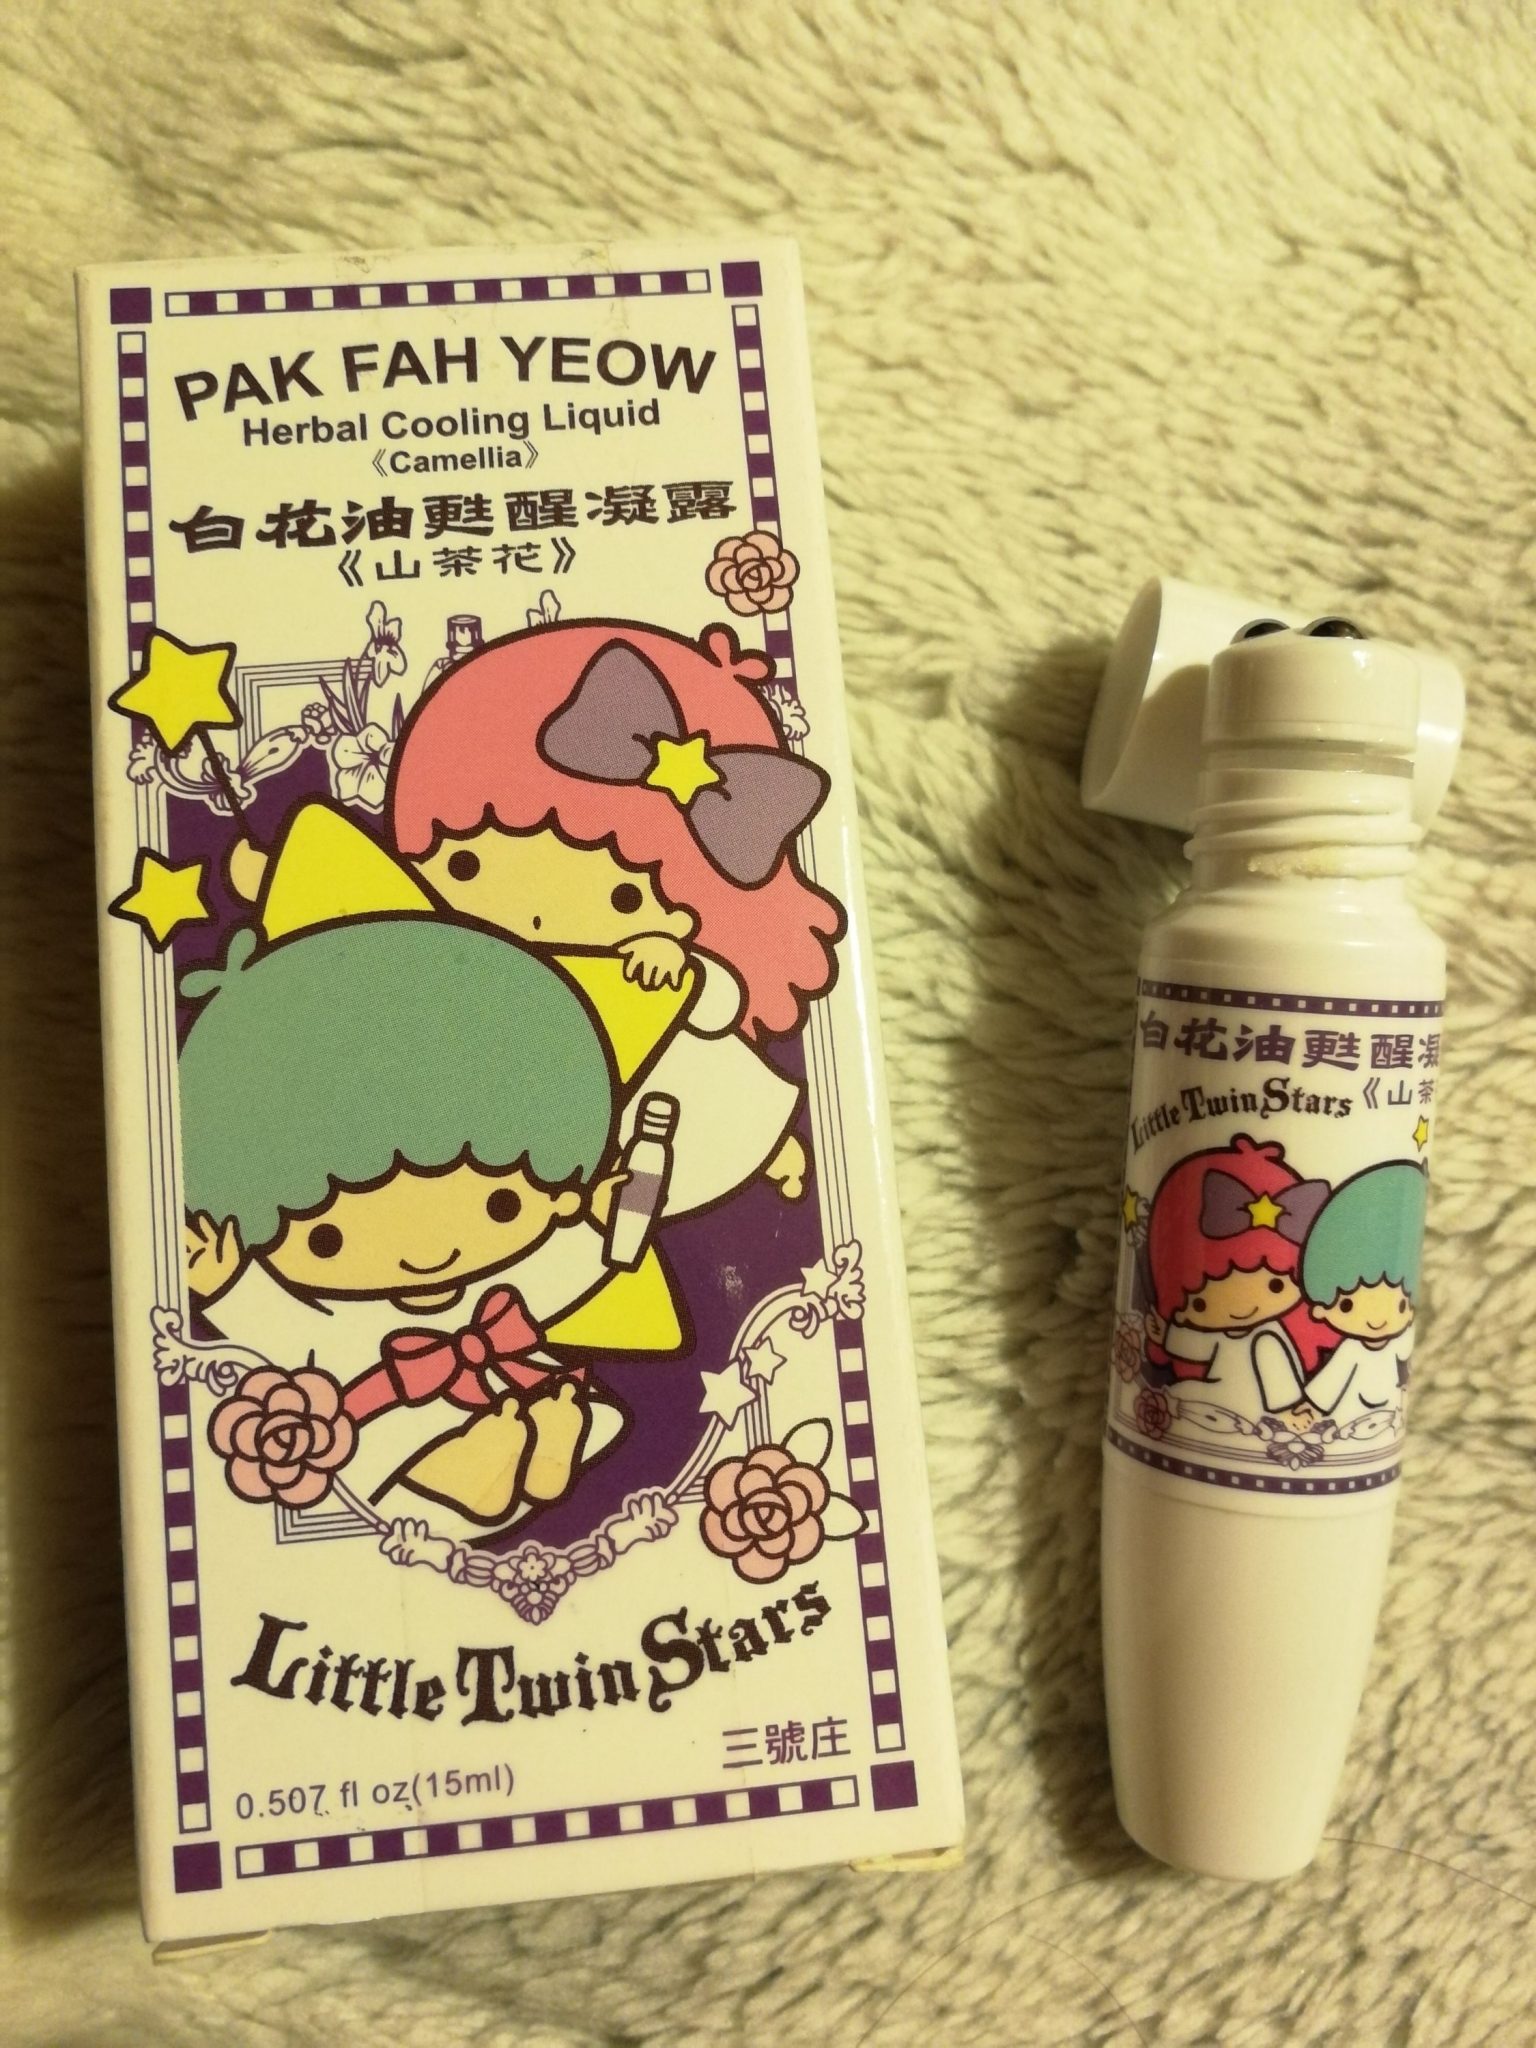 PAK FAH YEOW
Herbal Cooling Liquid
《Camellia》
白花油甦醒凝露
《山茶花》
Little Twin Stars
三號庄
0.507 fl oz(15ml)
白花油甦醒凝
Little Twin Stars 《山茶